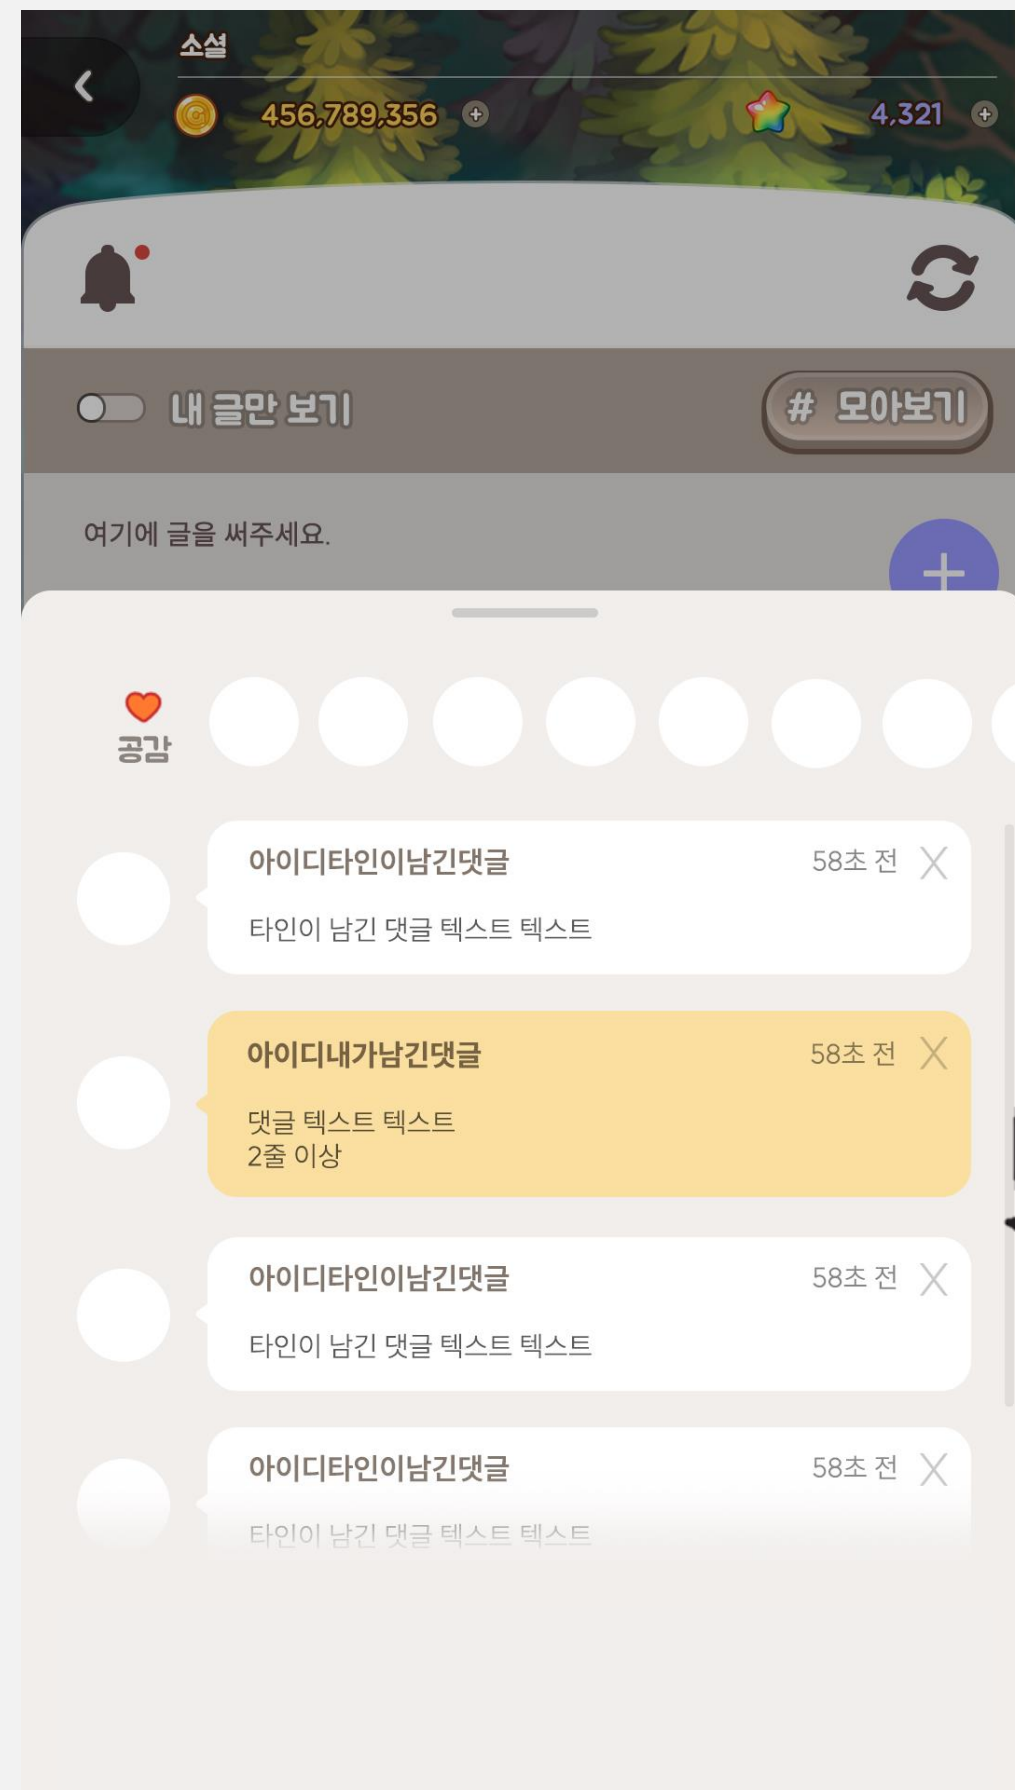 소셜
456,789,356
4,321
내 글만 보기
# 모아보기
여기에 글을 써주세요.
공감
아이디타인이남긴댓글 58초 전 X
타인이 남긴 댓글 텍스트 텍스트
아이디내가남긴댓글 58초 전 X
댓글 텍스트 텍스트
2줄 이상
아이디타인이남긴댓글 58초 전 X
타인이 남긴 댓글 텍스트 텍스트
아이디타인이남긴댓글 58초 전 X
타인이 남긴 댓글 텍스트 텍스트